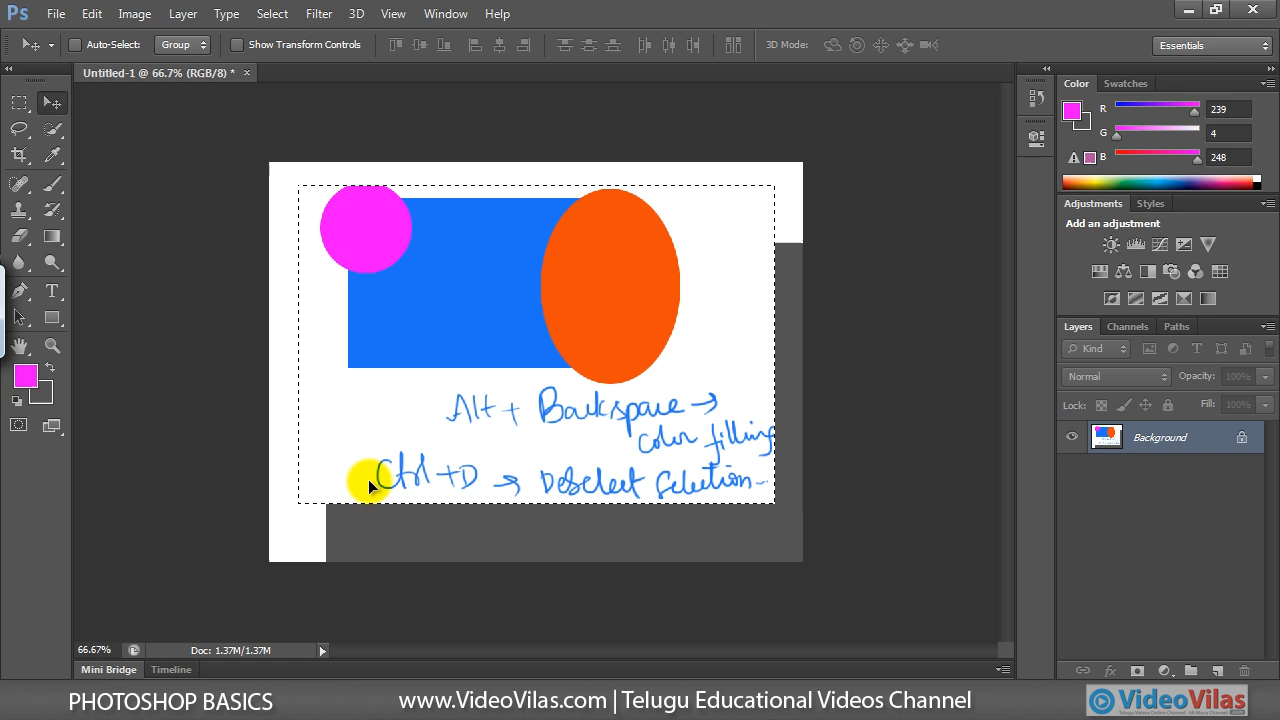 Ps File Edit Image Layer Type Select Filter 3D View Window Help
Auto-Select: Group Show Transform Controls 3D Mode: Essentials
Untitled-1 @ 66.7% (RGB/8) * ×
Color Swatches
R 239
G 4
B 248
Adjustments Styles
Add an adjustment
Layers Channels Paths
Kind
Normal Opacity: 100%
Lock: Fill: 100%
Background
Alt + Backspace →
Color filling
Ctrl + D → Deselect Selection-
66.67% Doc: 1.37M/1.37M
Mini Bridge Timeline
PHOTOSHOP BASICS www.VideoVilas.com | Telugu Educational Videos Channel VideoVilas